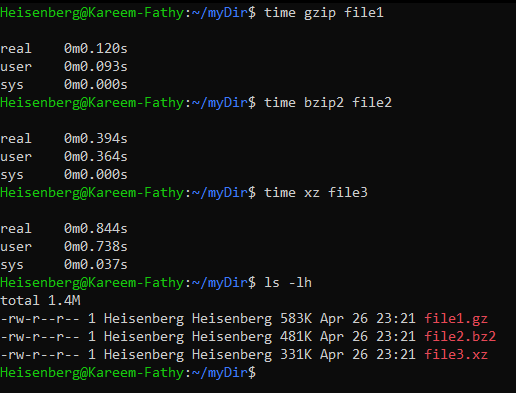 Heisenberg@Kareem-Fathy:~/myDir$ time gzip file1
real    0m0.120s
user    0m0.093s
sys     0m0.000s
Heisenberg@Kareem-Fathy:~/myDir$ time bzip2 file2
real    0m0.394s
user    0m0.364s
sys     0m0.000s
Heisenberg@Kareem-Fathy:~/myDir$ time xz file3
real    0m0.844s
user    0m0.738s
sys     0m0.037s
Heisenberg@Kareem-Fathy:~/myDir$ ls -lh
total 1.4M
-rw-r--r-- 1 Heisenberg Heisenberg 583K Apr 26 23:21 file1.gz
-rw-r--r-- 1 Heisenberg Heisenberg 481K Apr 26 23:21 file2.bz2
-rw-r--r-- 1 Heisenberg Heisenberg 331K Apr 26 23:21 file3.xz
Heisenberg@Kareem-Fathy:~/myDir$